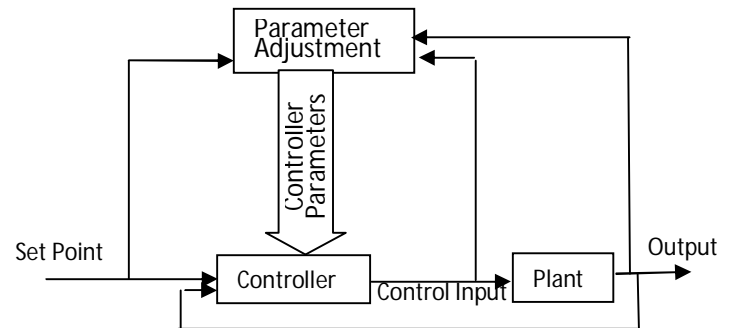 Parameter
Adjustment
Controller
Parameters
Set Point
Controller
Control Input
Plant
Output